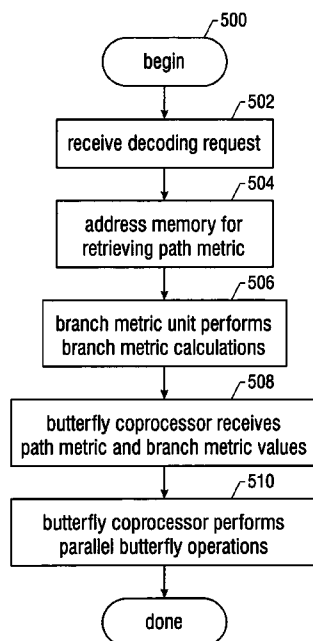 500
begin
502
receive decoding request
504
address memory for
retrieving path metric
506
branch metric unit performs
branch metric calculations
508
butterfly coprocessor receives
path metric and branch metric values
510
butterfly coprocessor performs
parallel butterfly operations
done